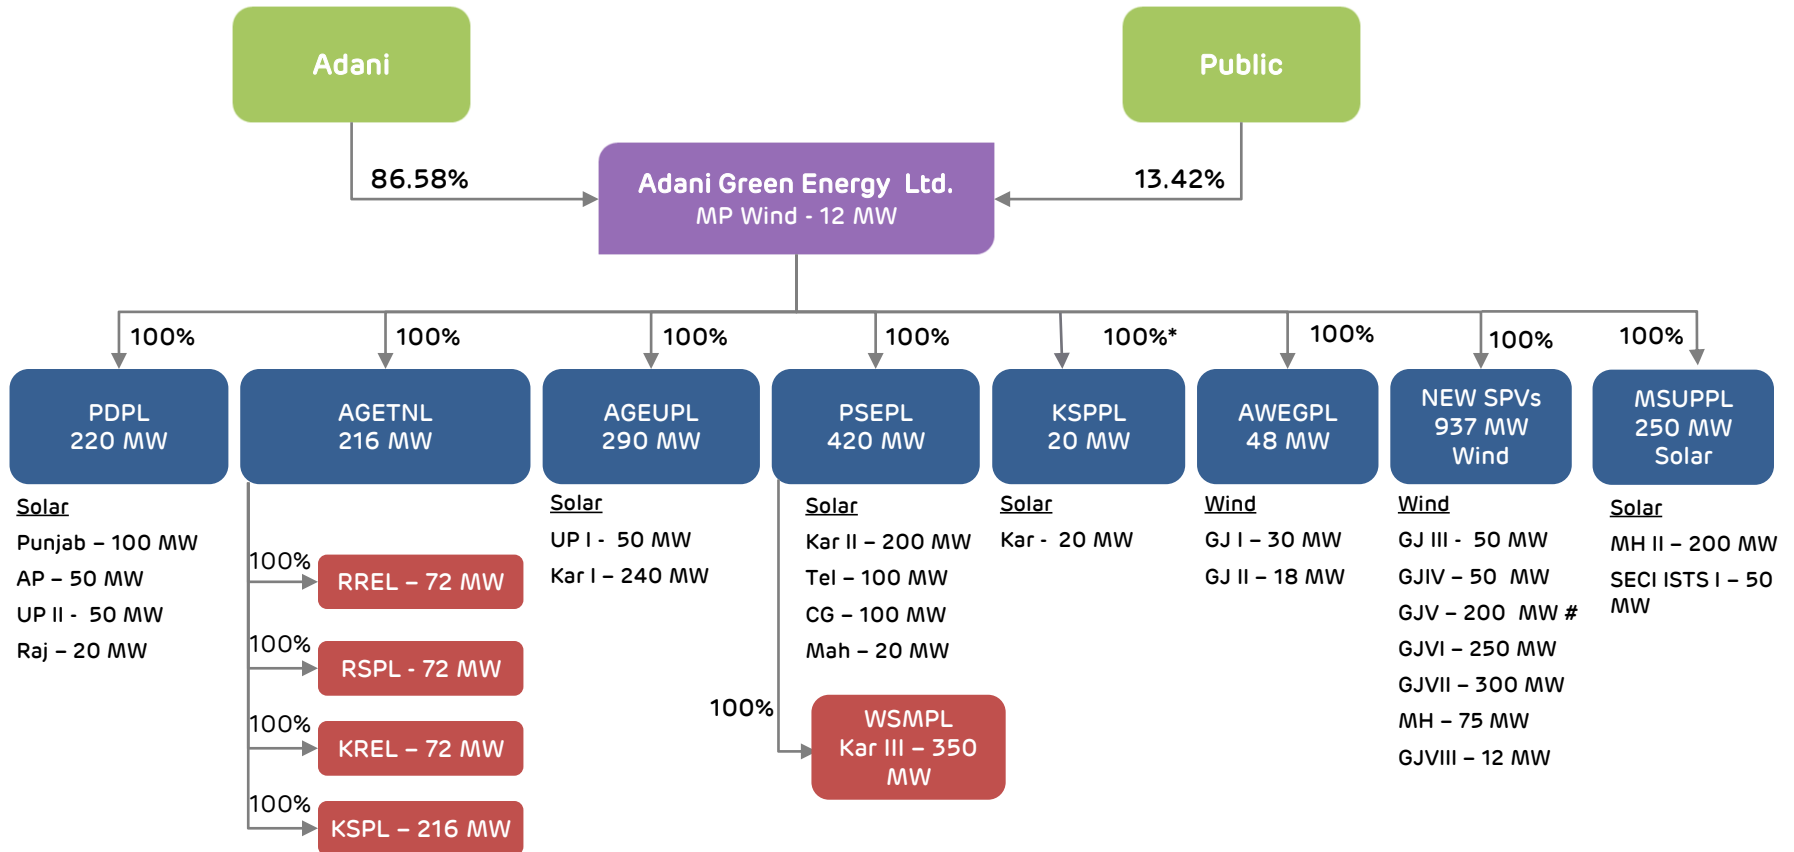 Adani
Public
86.58%
13.42%
Adani Green Energy Ltd.
MP Wind - 12 MW
100%
100%
100%
100%
100%*
100%
100%
100%
PDPL
220 MW
AGETNL
216 MW
AGEUPL
290 MW
PSEPL
420 MW
KSPPL
20 MW
AWEGPL
48 MW
NEW SPVs
937 MW
Wind
MSUPPL
250 MW
Solar
Solar
Punjab – 100 MW
AP – 50 MW
UP II - 50 MW
Raj – 20 MW
100%
RREL – 72 MW
100%
RSPL - 72 MW
100%
KREL – 72 MW
100%
KSPL – 216 MW
Solar
UP I - 50 MW
Kar I – 240 MW
Solar
Kar II – 200 MW
Tel – 100 MW
CG – 100 MW
Mah – 20 MW
100%
WSMPL
Kar III – 350
MW
Solar
Kar - 20 MW
Wind
GJ I – 30 MW
GJ II – 18 MW
Wind
GJ III - 50 MW
GJIV – 50 MW
GJV – 200 MW #
GJVI – 250 MW
GJVII – 300 MW
MH – 75 MW
GJVIII – 12 MW
Solar
MH II – 200 MW
SECI ISTS I – 50
MW